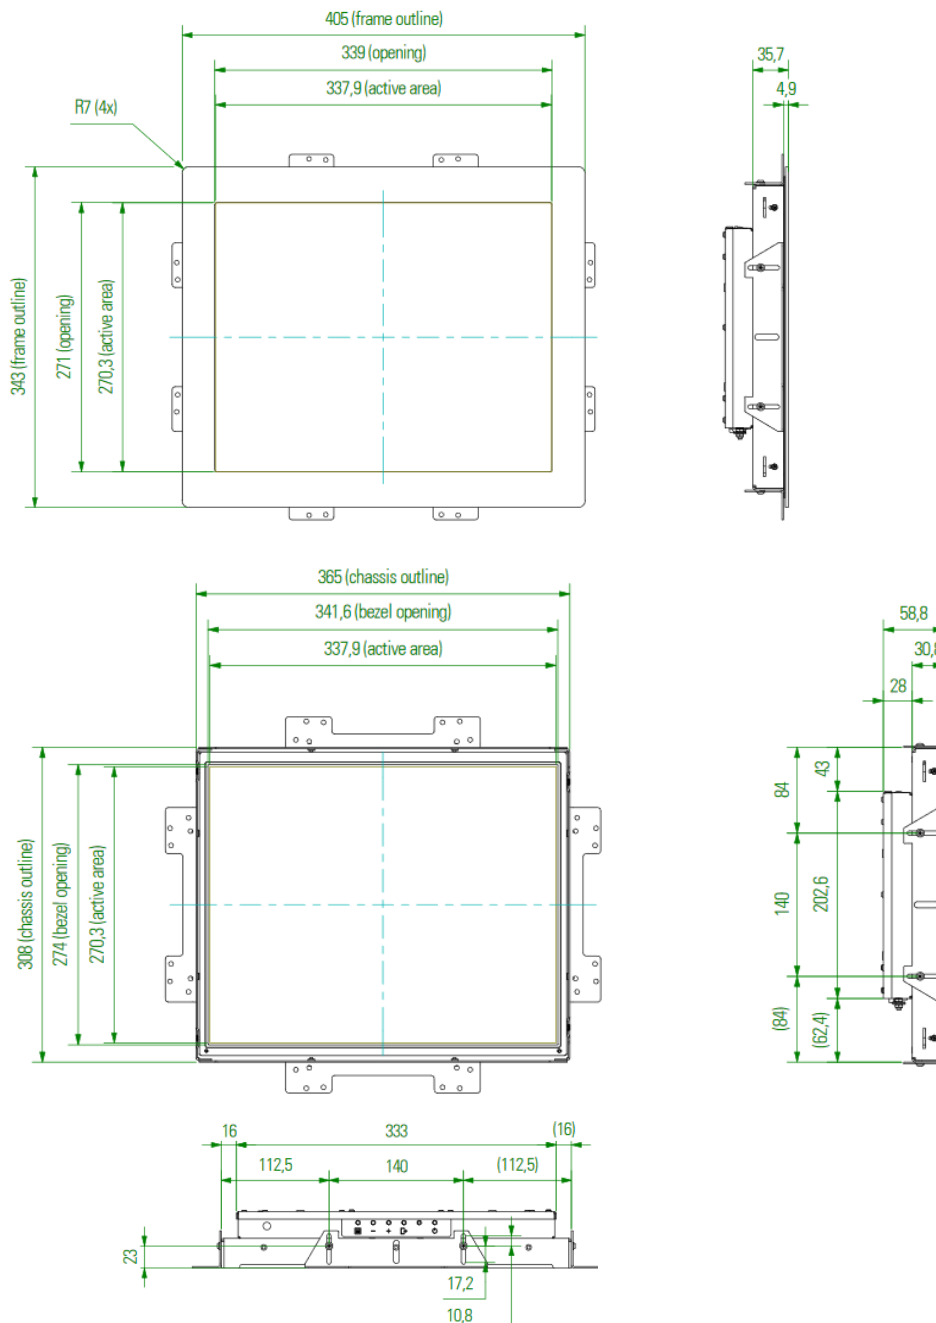 405 (frame outline)
339 (opening)
337,9 (active area)
R7 (4x)
343 (frame outline)
271 (opening)
270,3 (active area)
35,7
4,9
365 (chassis outline)
341,6 (bezel opening)
337,9 (active area)
308 (chassis outline)
274 (bezel opening)
270,3 (active area)
58,8
30,8
28
84
43
140
202,6
(84)
(62,4)
16
333
(16)
112,5
140
(112,5)
23
17,2
10,8